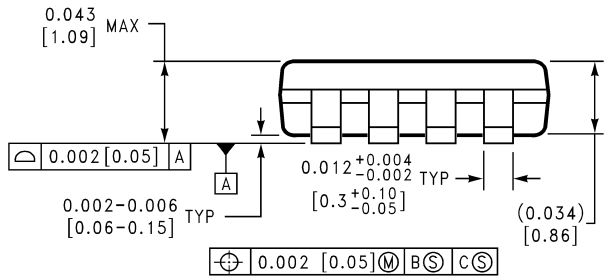 0.043
[1.09] MAX
⌓ 0.002[0.05] A
A
0.002-0.006
[0.06-0.15] TYP
0.012 +0.004
-0.002 TYP
[0.3 +0.10
-0.05]
(0.034)
[0.86]
⌖ 0.002 [0.05]Ⓜ BⓈ CⓈ